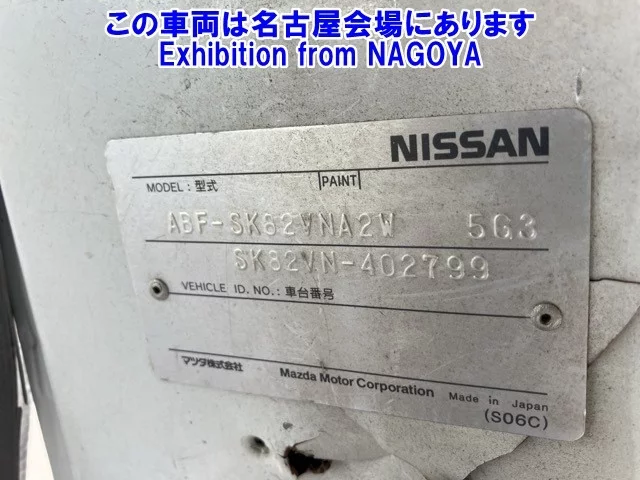 この車両は名古屋会場にあります
Exhibition from NAGOYA
NISSAN
MODEL : 型式 PAINT
ABF-SK82VNA2W 5G3
SK82VN-402799
VEHICLE ID. NO. : 車台番号
マツダ株式会社 Mazda Motor Corporation Made in Japan
(S06C)